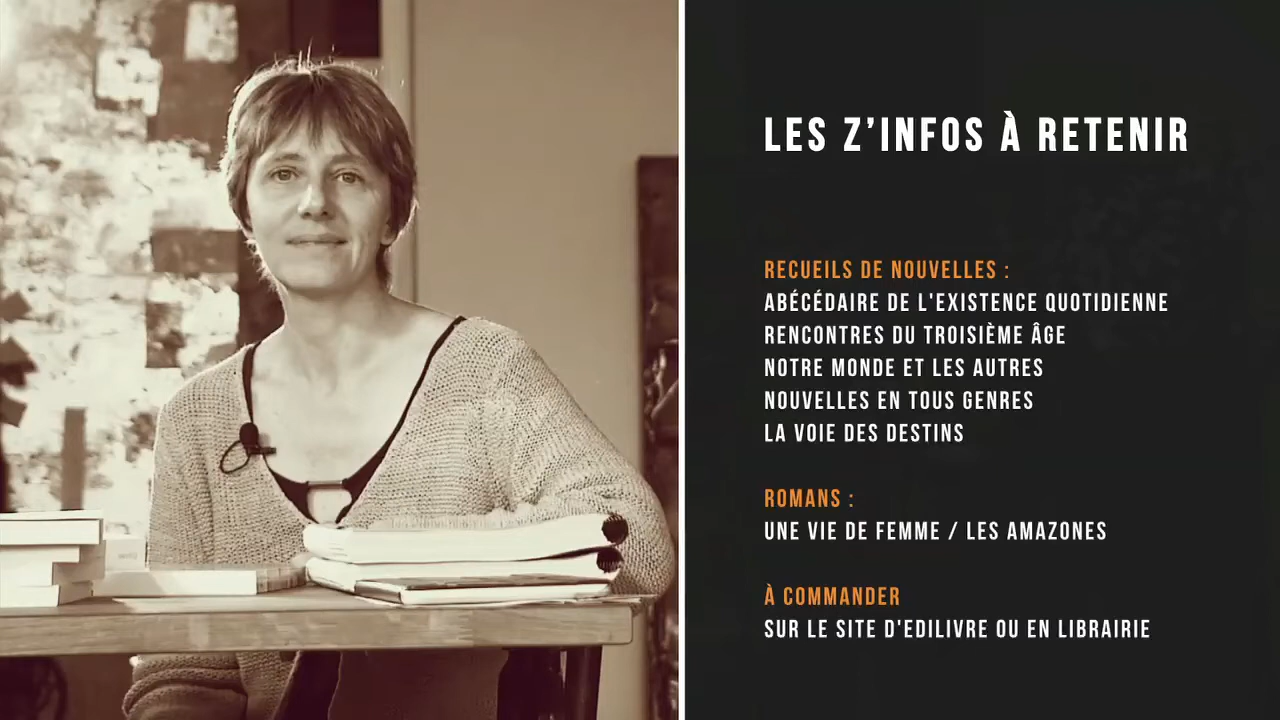 LES Z'INFOS À RETENIR
RECUEILS DE NOUVELLES :
ABÉCÉDAIRE DE L'EXISTENCE QUOTIDIENNE
RENCONTRES DU TROISIÈME ÂGE
NOTRE MONDE ET LES AUTRES
NOUVELLES EN TOUS GENRES
LA VOIE DES DESTINS
ROMANS :
UNE VIE DE FEMME / LES AMAZONES
À COMMANDER
SUR LE SITE D'EDILIVRE OU EN LIBRAIRIE